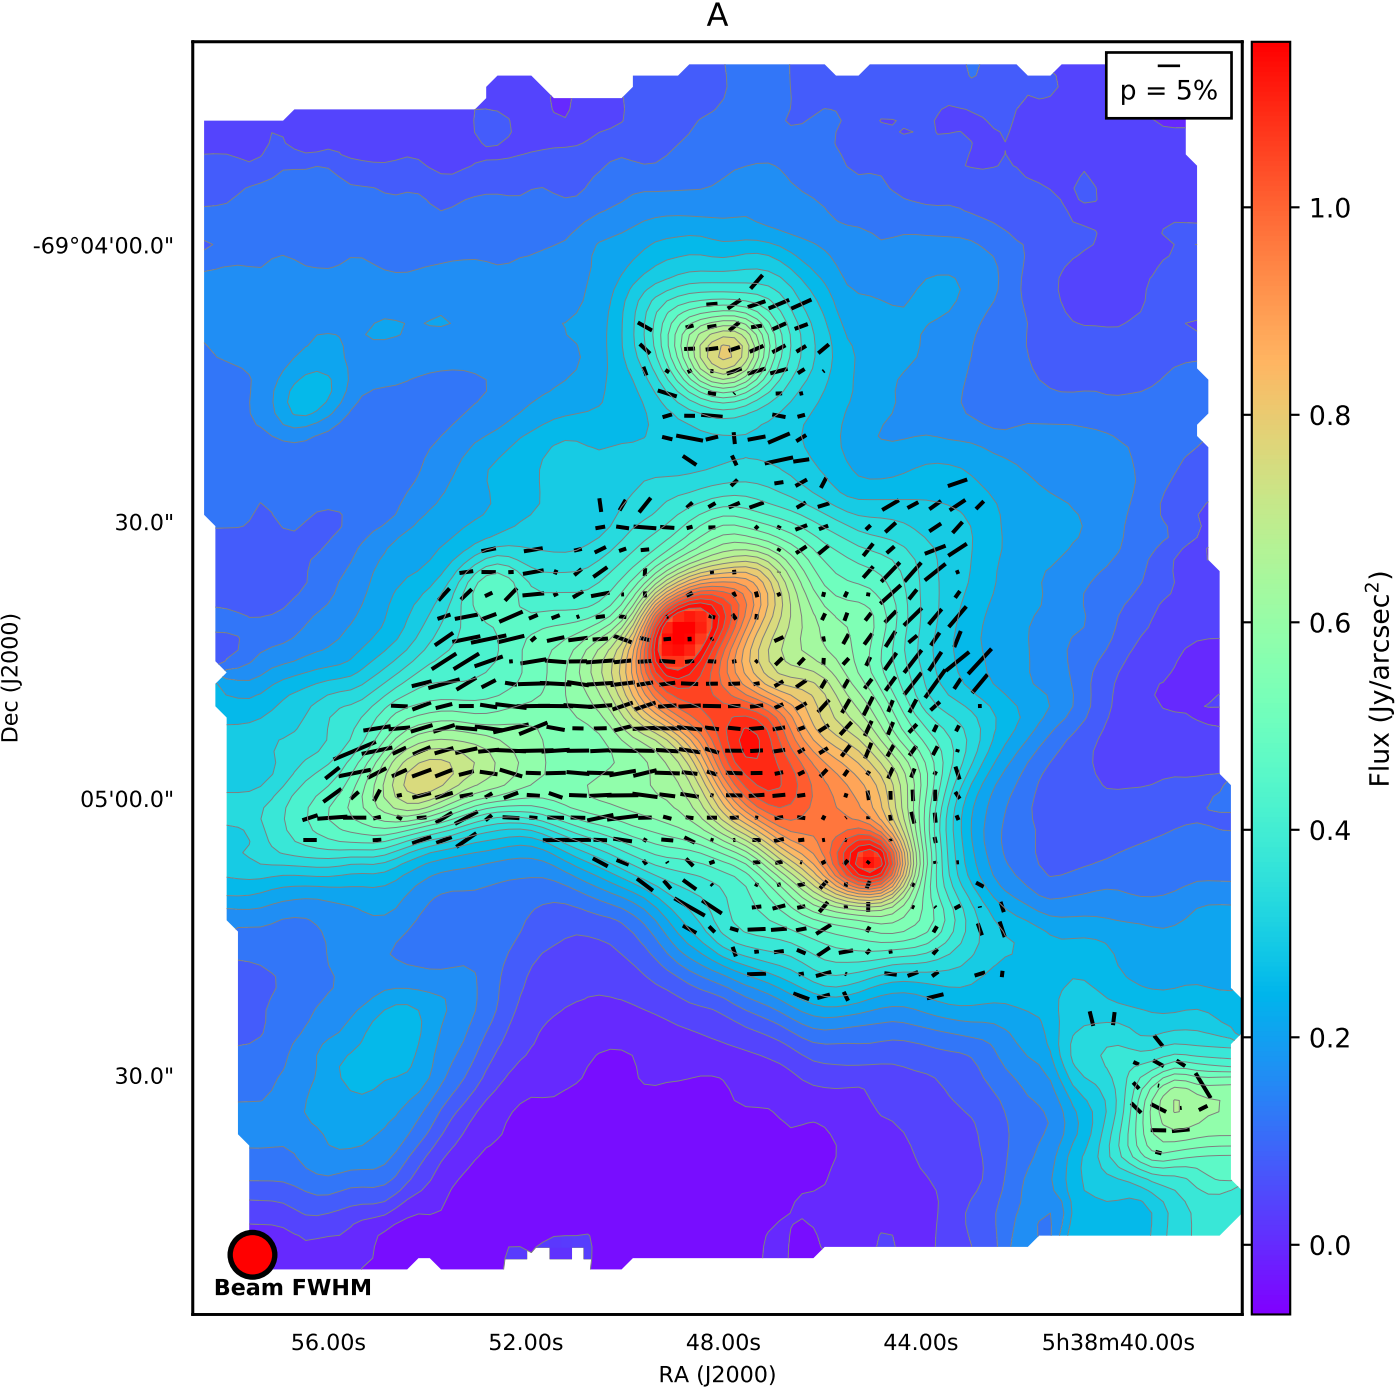 A
p = 5%
-69°04'00.0"
30.0"
05'00.0"
30.0"
Dec (J2000)
Beam FWHM
56.00s 52.00s 48.00s 44.00s 5h38m40.00s
RA (J2000)
1.0
0.8
0.6
0.4
0.2
0.0
Flux (Jy/arcsec²)